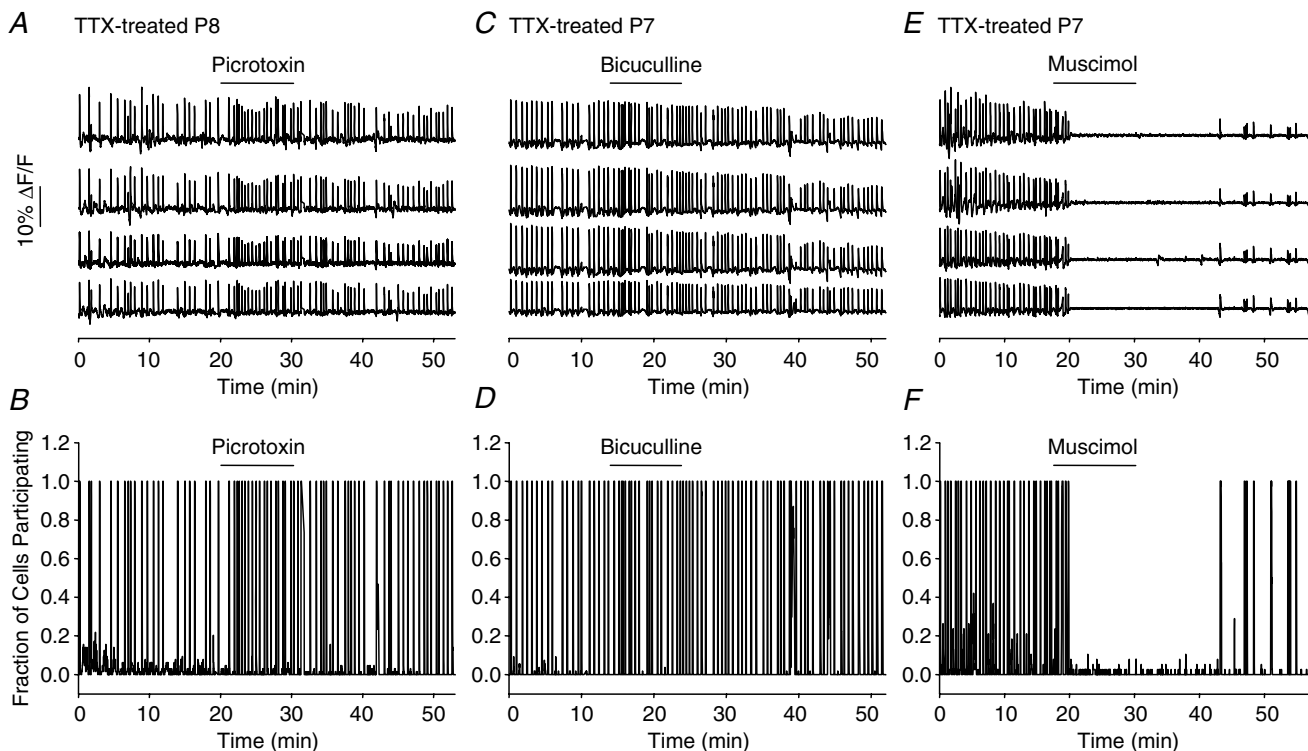 A TTX-treated P8
C TTX-treated P7
E TTX-treated P7
Picrotoxin
Bicuculline
Muscimol
10% ΔF/F
0 10 20 30 40 50
0 10 20 30 40 50
0 10 20 30 40 50
Time (min)
Time (min)
Time (min)
B
D
F
Picrotoxin
Bicuculline
Muscimol
Fraction of Cells Participating
1.2
1.0
0.8
0.6
0.4
0.2
0.0
1.2
1.0
0.8
0.6
0.4
0.2
0.0
1.2
1.0
0.8
0.6
0.4
0.2
0.0
0 10 20 30 40 50
0 10 20 30 40 50
0 10 20 30 40 50
Time (min)
Time (min)
Time (min)